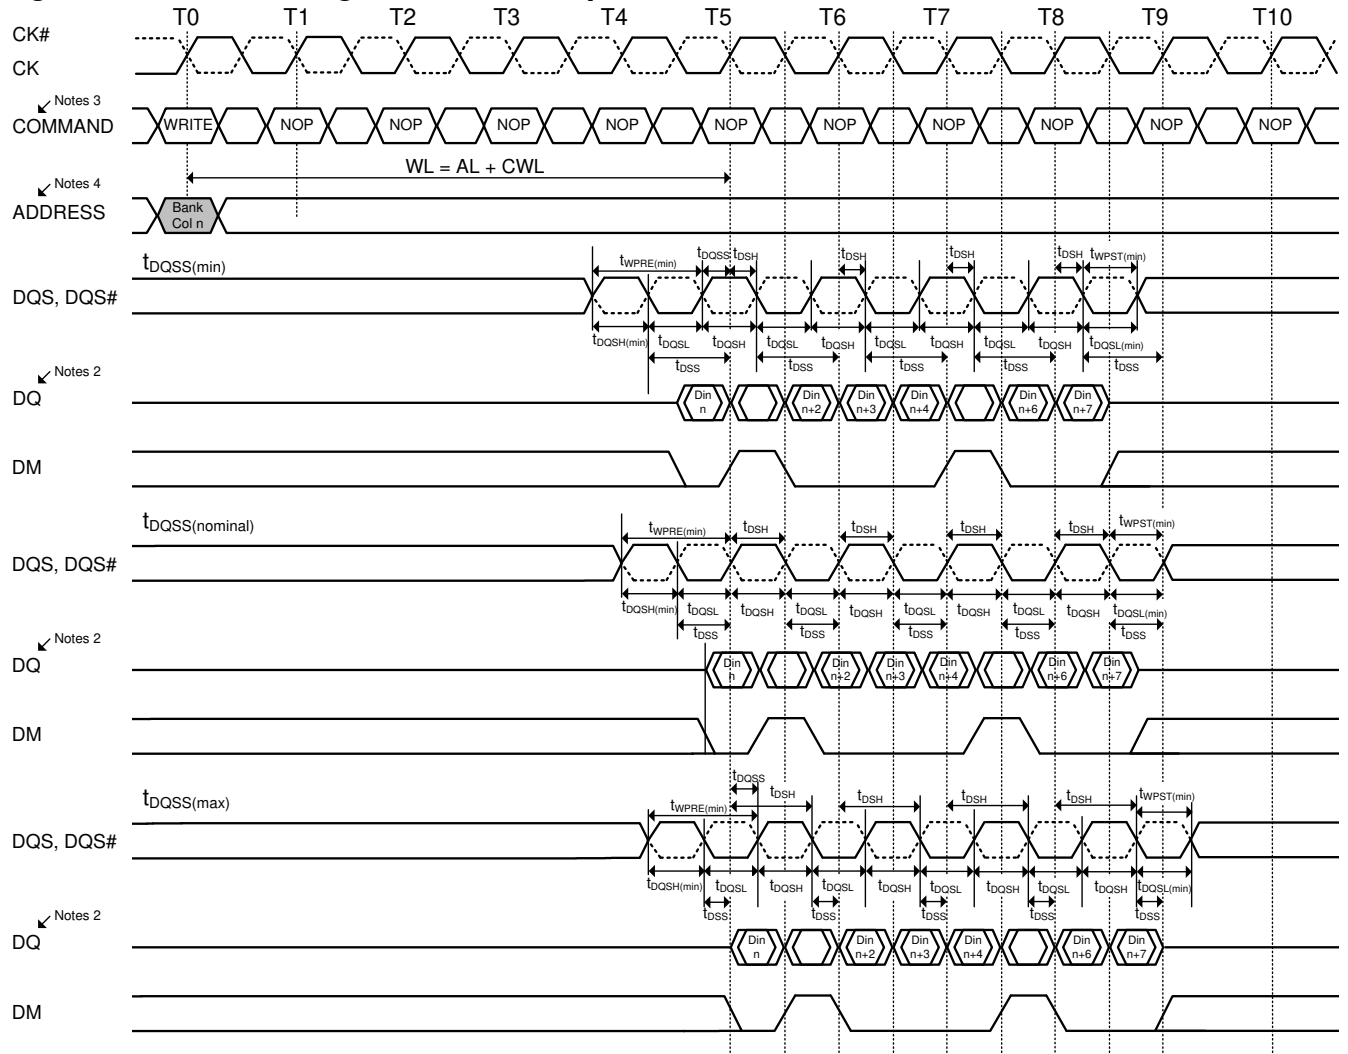 T0 T1 T2 T3 T4 T5 T6 T7 T8 T9 T10
CK#
CK
Notes 3
COMMAND WRITE NOP NOP NOP NOP NOP NOP NOP NOP NOP NOP
WL = AL + CWL
Notes 4
ADDRESS Bank Col n
tDQSS(min) tWPRE(min) tDQSS tDSH tDSH tDSH tDSH tWPST(min)
DQS, DQS#
tDQSH(min) tDQSL tDQSH tDQSL tDQSH tDQSL tDQSH tDQSL tDQSH tDQSL(min)
tDSS tDSS tDSS tDSS tDSS
Notes 2
DQ Din n Din n+2 Din n+3 Din n+4 Din n+6 Din n+7
DM
tDQSS(nominal) tWPRE(min) tDSH tDSH tDSH tDSH tWPST(min)
DQS, DQS#
tDQSH(min) tDQSL tDQSH tDQSL tDQSH tDQSL tDQSH tDQSL tDQSH tDQSL(min)
tDSS tDSS tDSS tDSS tDSS
Notes 2
DQ Din n Din n+2 Din n+3 Din n+4 Din n+6 Din n+7
DM
tDQSS
tDQSS(max) tWPRE(min) tDSH tDSH tDSH tDSH tWPST(min)
DQS, DQS#
tDQSH(min) tDQSL tDQSH tDQSL tDQSH tDQSL tDQSH tDQSL tDQSH tDQSL(min)
tDSS tDSS tDSS tDSS tDSS
Notes 2
DQ Din n Din n+2 Din n+3 Din n+4 Din n+6 Din n+7
DM